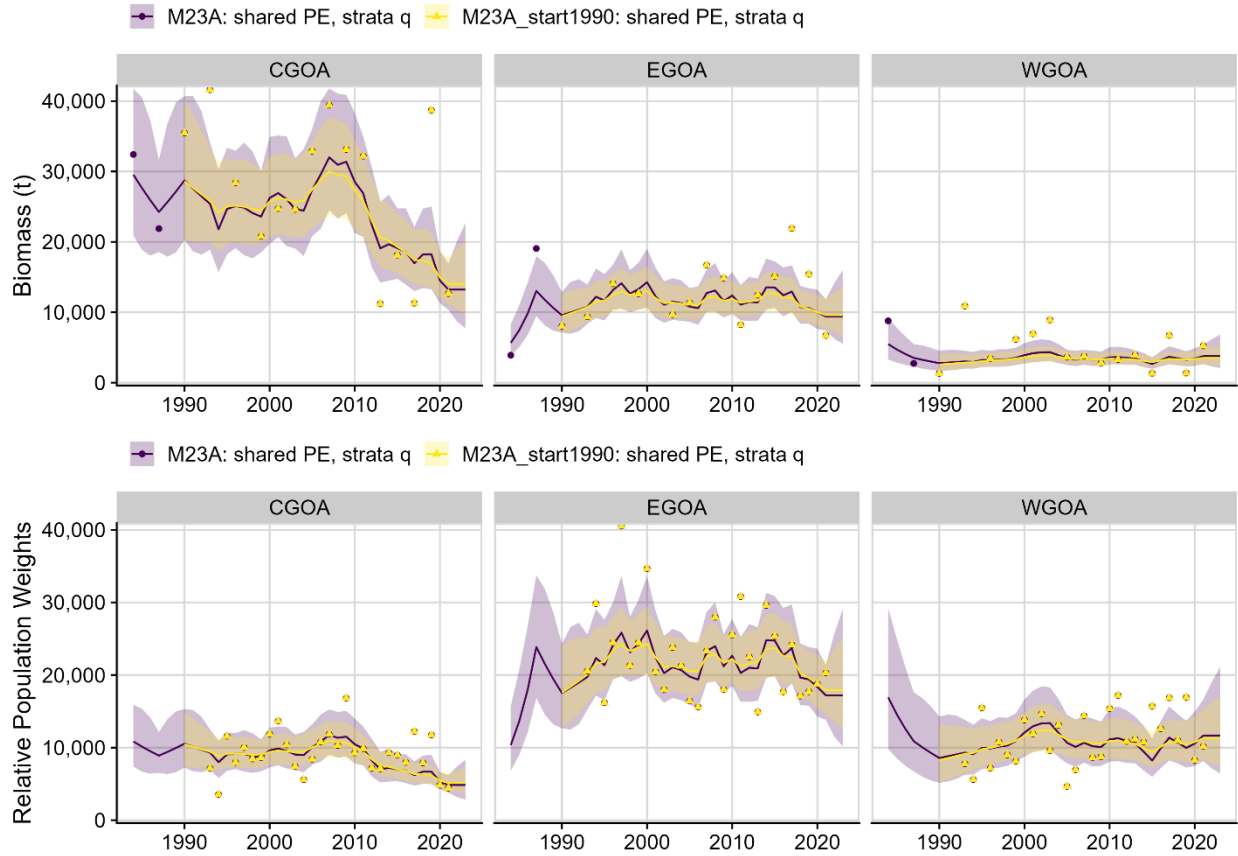 M23A: shared PE, strata q M23A_start1990: shared PE, strata q
CGOA EGOA WGOA
Biomass (t)
40,000
30,000
20,000
10,000
0
1990 2000 2010 2020 1990 2000 2010 2020 1990 2000 2010 2020
M23A: shared PE, strata q M23A_start1990: shared PE, strata q
CGOA EGOA WGOA
Relative Population Weights
40,000
30,000
20,000
10,000
0
1990 2000 2010 2020 1990 2000 2010 2020 1990 2000 2010 2020